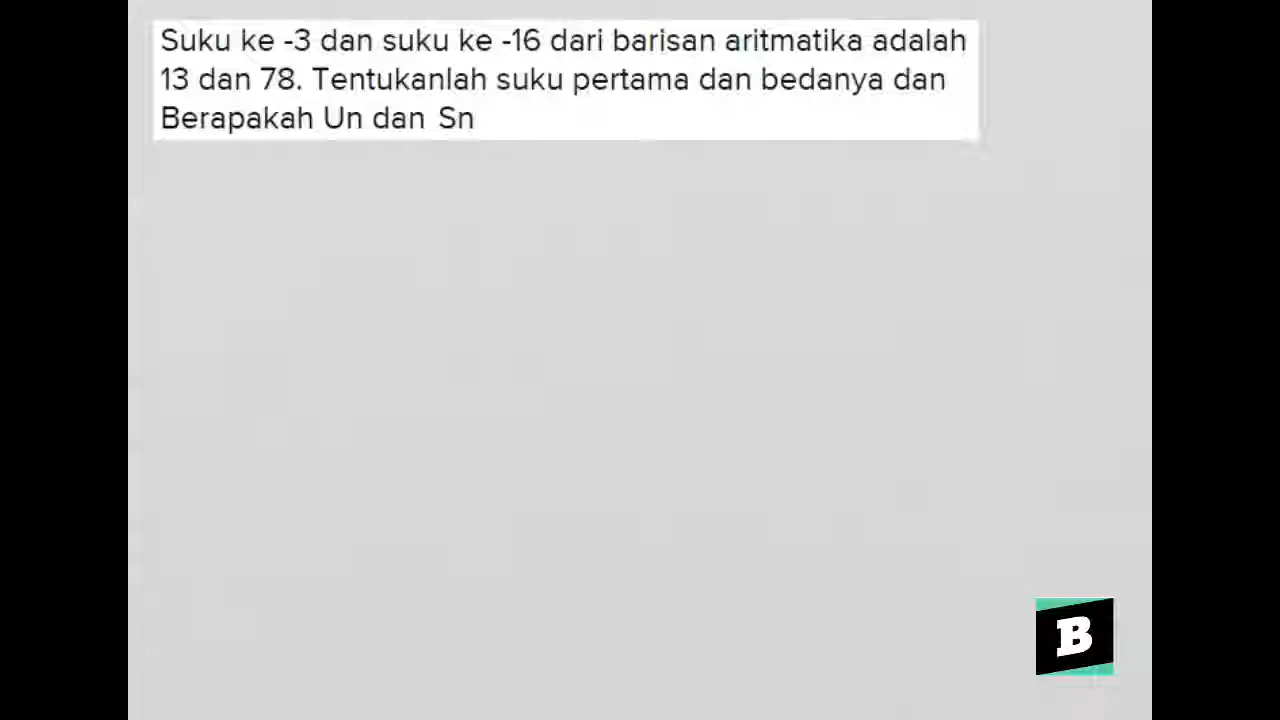 Suku ke -3 dan suku ke -16 dari barisan aritmatika adalah
13 dan 78. Tentukanlah suku pertama dan bedanya dan
Berapakah Un dan Sn
B